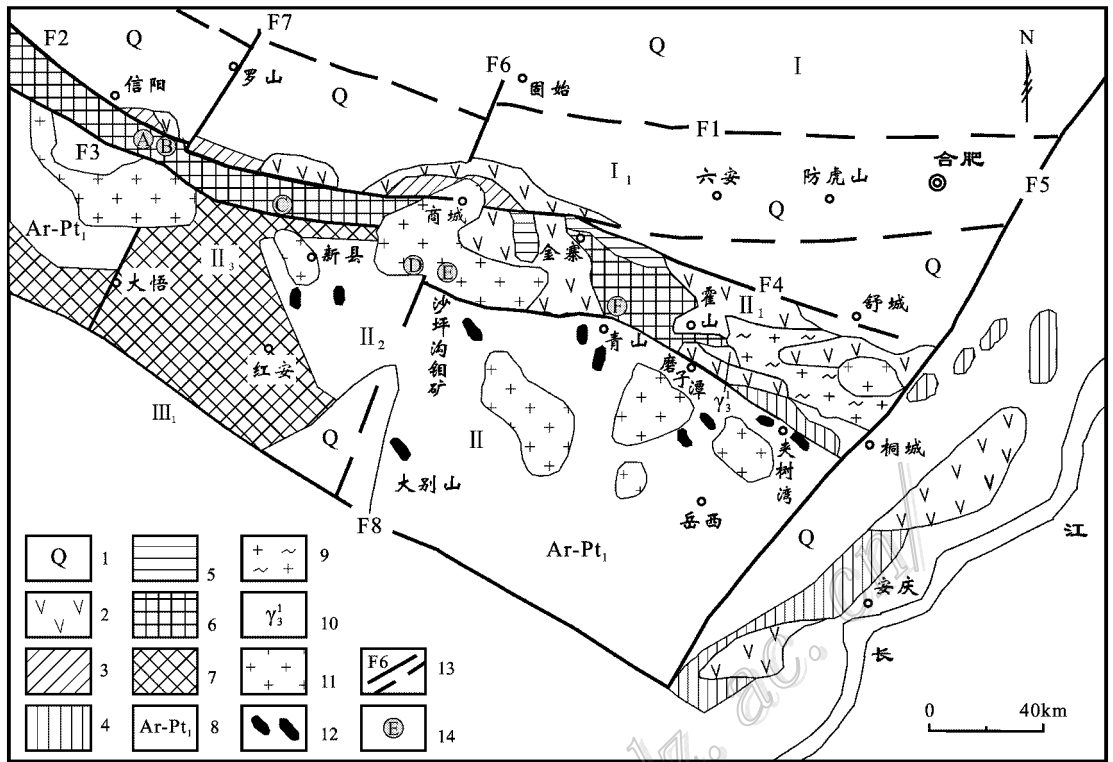 F7
F2
Q
Q
I
N
信阳
罗山
F6
固始
Q
F1
合肥
A
B
F3
I₁
六安
防虎山
F5
Q
C
商城
Ar-Pt₁
II₃
新县
金寨
Q
D
E
F
霍山
II₁
F4
舒城
大悟
沙坪沟钼矿
II₂
青山
红安
磨子潭
γ₃
III₁
Q
II
夹树湾
桐城
大别山
岳西
F8
Ar-Pt₁
Q
江
安庆
长
Q 1
5
9
2
6
γ₃¹ 10
3
7
11
F6 13
4
Ar-Pt₁ 8
12
E 14
0 40km